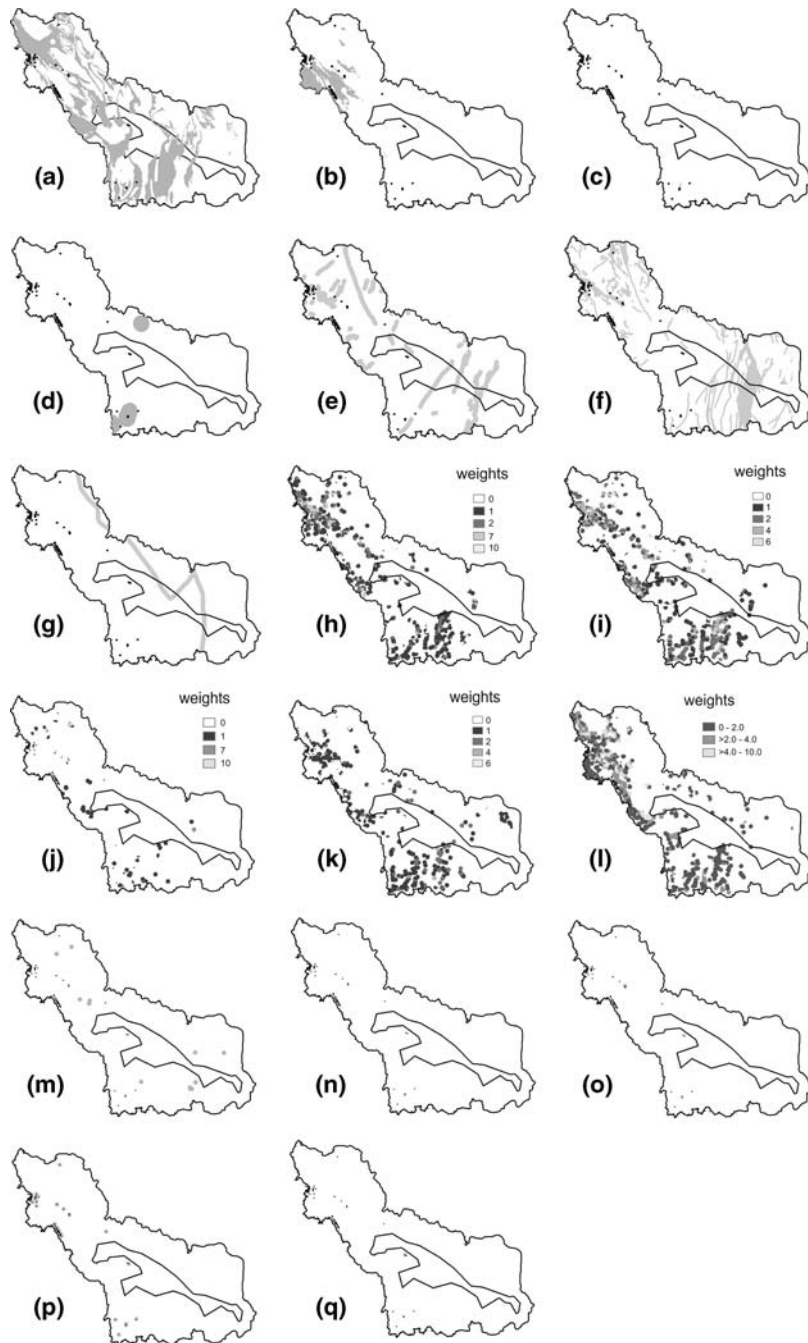 (a)
(b)
(c)
(d)
(e)
(f)
(g)
weights
0
1
2
7
10
(h)
weights
0
1
2
4
6
(i)
weights
0
1
7
10
(j)
weights
0
1
2
4
6
(k)
weights
0 - 2.0
>2.0 - 4.0
>4.0 - 10.0
(l)
(m)
(n)
(o)
(p)
(q)